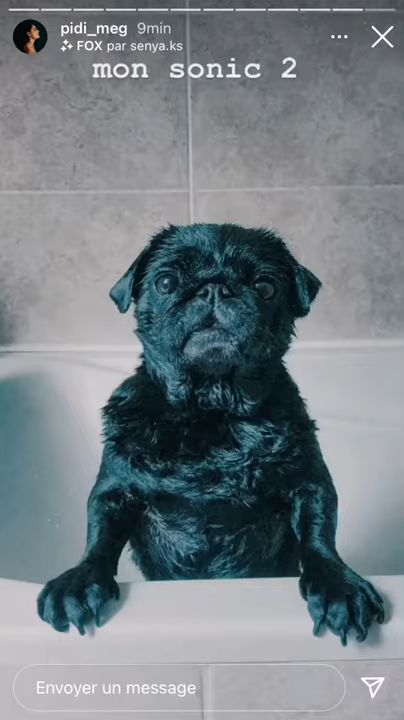 pidi_meg 9min
FOX par senya.ks
mon sonic 2
Envoyer un message